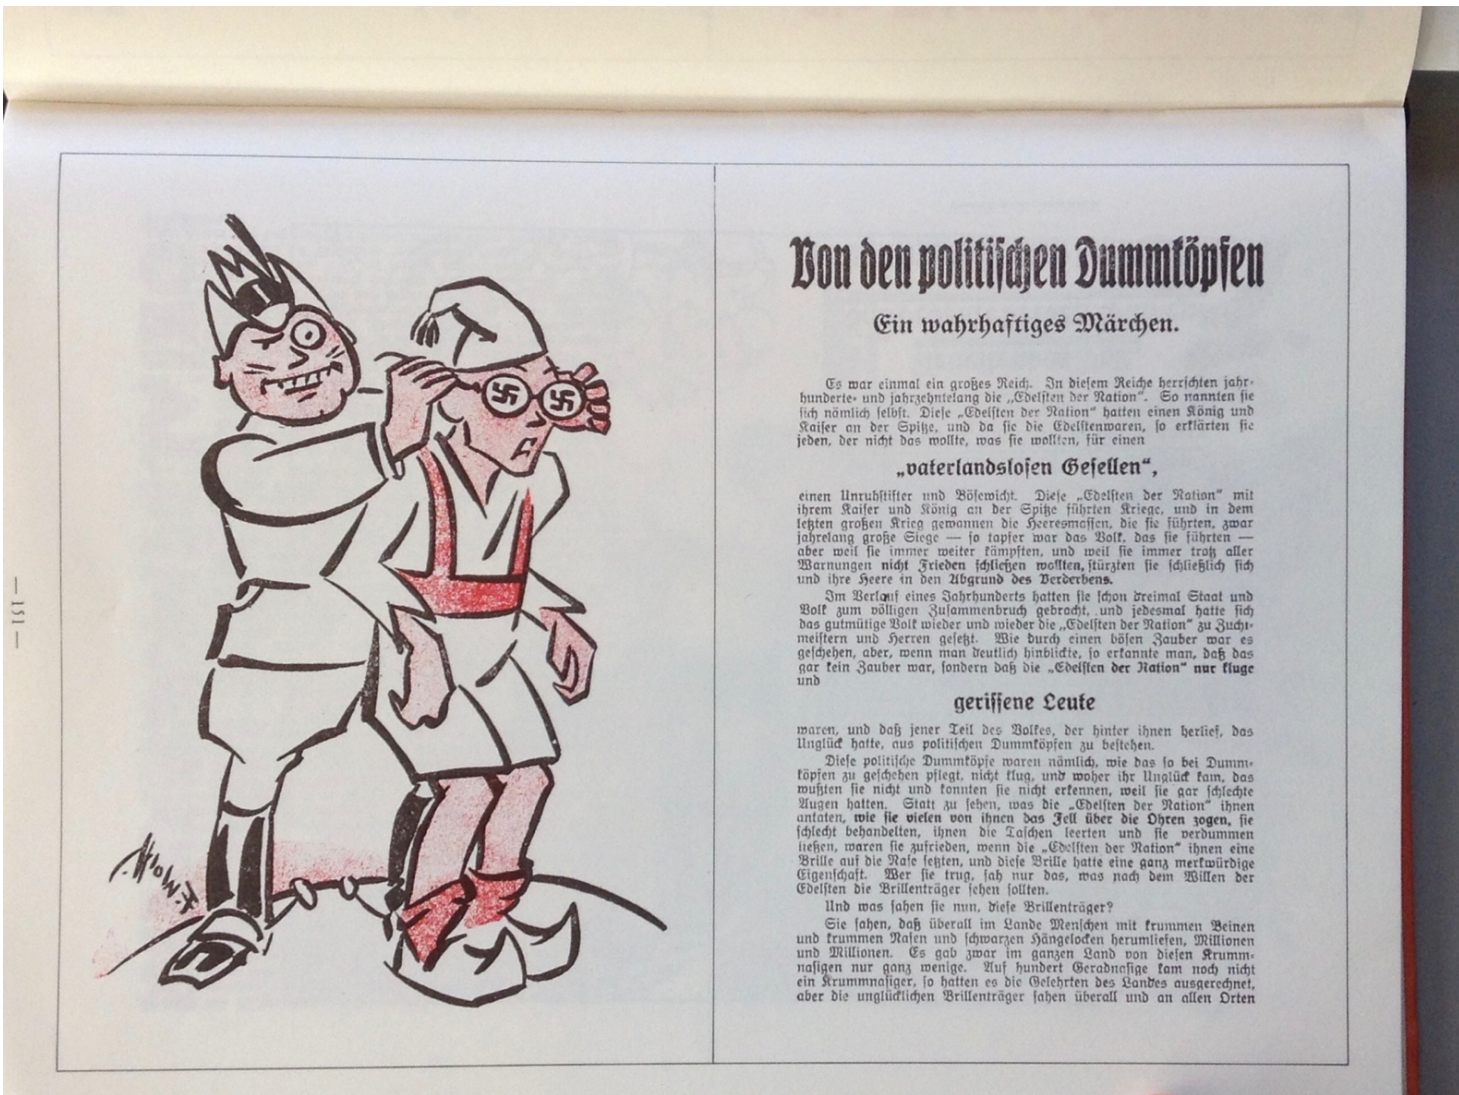 — 151 —
Von den politischen Dummköpfen
Ein wahrhaftiges Märchen.
Es war einmal ein großes Reich. In diesem Reiche herrschten jahr-
hunderte- und jahrzehntelang die „Edelsten der Nation“. So nannten sie
sich nämlich selbst. Diese „Edelsten der Nation“ hatten einen König und
Kaiser an der Spitze, und da sie die Edelstenwaren, so erklärten sie
jeden, der nicht das wollte, was sie wollten, für einen
„vaterlandslosen Gesellen“,
einen Unruhstifter und Bösewicht. Diese „Edelsten der Nation“ mit
ihrem Kaiser und König an der Spitze führten Kriege, und in dem
letzten großen Krieg gewannen die Heeresmassen, die sie führten, zwar
jahrelang große Siege — so tapfer war das Volk, das sie führten —
aber weil sie immer weiter kämpften, und weil sie immer trotz aller
Warnungen nicht Frieden schließen wollten, stürzten sie schließlich sich
und ihre Heere in den Abgrund des Verderbens.
Im Verlauf eines Jahrhunderts hatten sie schon dreimal Staat und
Volk zum völligen Zusammenbruch gebracht, und jedesmal hatte sich
das gutmütige Volk wieder und wieder die „Edelsten der Nation“ zu Zucht-
meistern und Herren gesetzt. Wie durch einen bösen Zauber war es
geschehen, aber, wenn man deutlich hinblickte, so erkannte man, daß das
gar kein Zauber war, sondern daß die „Edelsten der Nation“ nur kluge
und
gerissene Leute
waren, und daß jener Teil des Volkes, der hinter ihnen herlief, das
Unglück hatte, aus politischen Dummköpfen zu bestehen.
Diese politische Dummköpfe waren nämlich, wie das so bei Dumm-
köpfen zu geschehen pflegt, nicht klug, und woher ihr Unglück kam, das
wußten sie nicht und konnten sie nicht erkennen, weil sie gar schlechte
Augen hatten. Statt zu sehen, was die „Edelsten der Nation“ ihnen
antaten, wie sie vielen von ihnen das Fell über die Ohren zogen, sie
schlecht behandelten, ihnen die Taschen leerten und sie verdummen
ließen, waren sie zufrieden, wenn die „Edelsten der Nation“ ihnen eine
Brille auf die Nase setzten, und diese Brille hatte eine ganz merkwürdige
Eigenschaft. Wer sie trug, sah nur das, was nach dem Willen der
Edelsten die Brillenträger sehen sollten.
Und was sahen sie nun, diese Brillenträger?
Sie sahen, daß überall im Lande Menschen mit krummen Beinen
und krummen Nasen und schwarzen Hängelocken herumliefen, Millionen
und Millionen. Es gab zwar im ganzen Land von diesen Krumm-
nasigen nur ganz wenige. Auf hundert Geradnasige kam noch nicht
ein Krummnasiger, so hatten es die Gelehrten des Landes ausgerechnet,
aber die unglücklichen Brillenträger sahen überall und an allen Orten